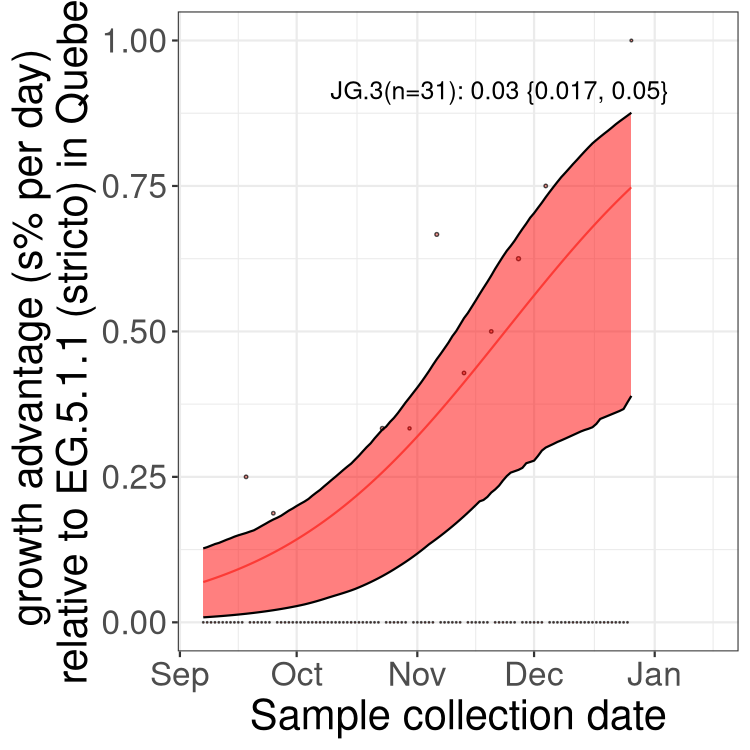 growth advantage (s% per day)
relative to EG.5.1.1 (stricto) in Quebe
1.00
0.75
0.50
0.25
0.00
JG.3(n=31): 0.03 {0.017, 0.05}
Sep Oct Nov Dec Jan
Sample collection date